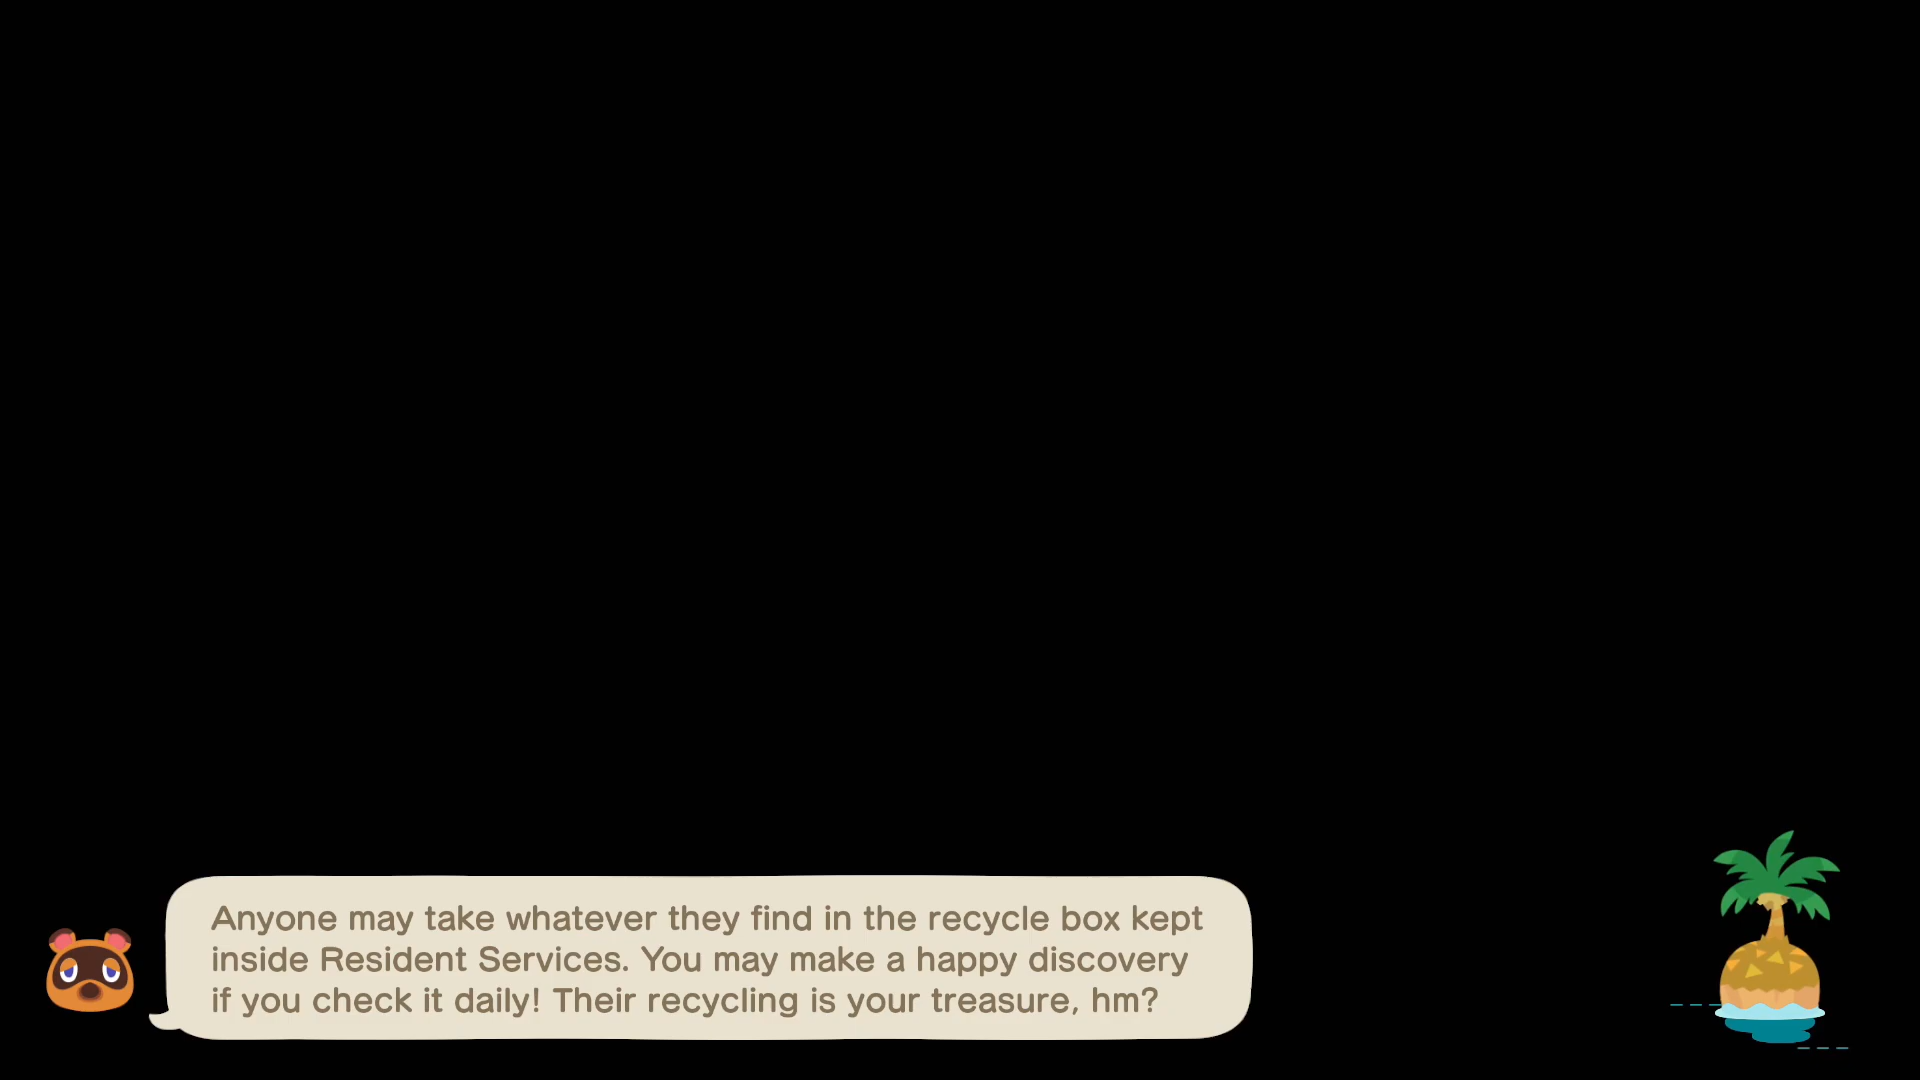 Anyone may take whatever they find in the recycle box kept
inside Resident Services. You may make a happy discovery
if you check it daily! Their recycling is your treasure, hm?